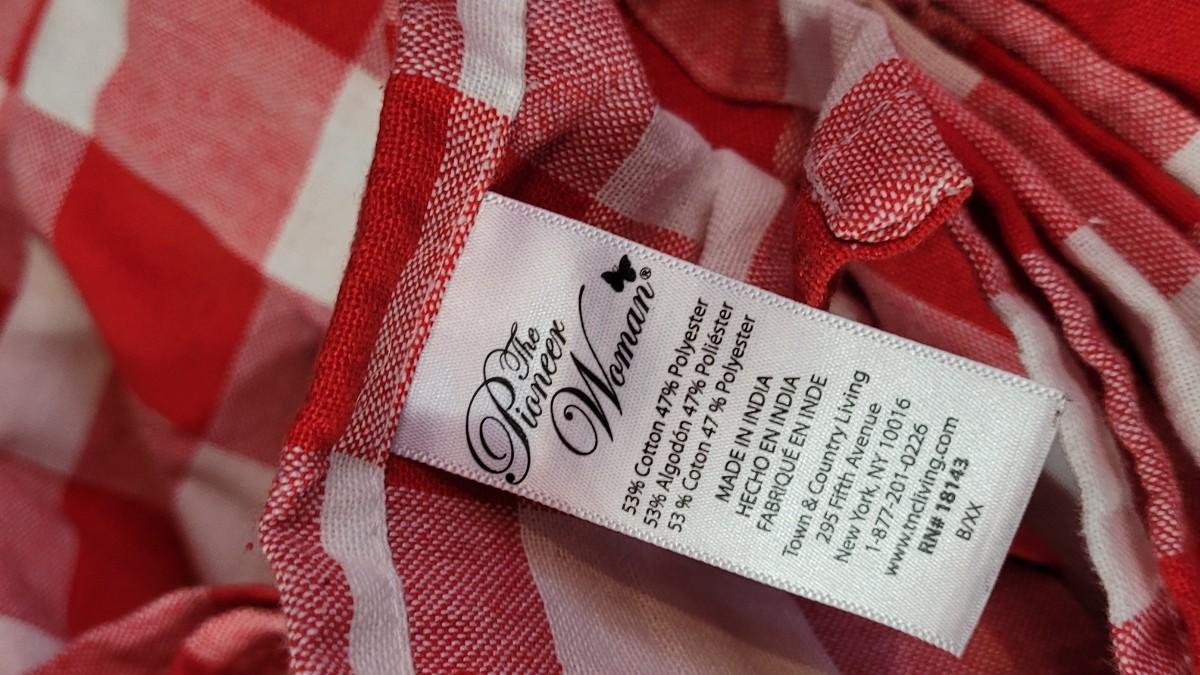 The
Pioneer
Woman®
53% Cotton 47% Polyester
53% Algodón 47% Poliéster
53 % Coton 47 % Polyester
MADE IN INDIA
HECHO EN INDIA
FABRIQUÉ EN INDE
Town & Country Living
295 Fifth Avenue
New York, NY 10016
1-877-201-0226
www.tncliving.com
RN# 18143
B/XX